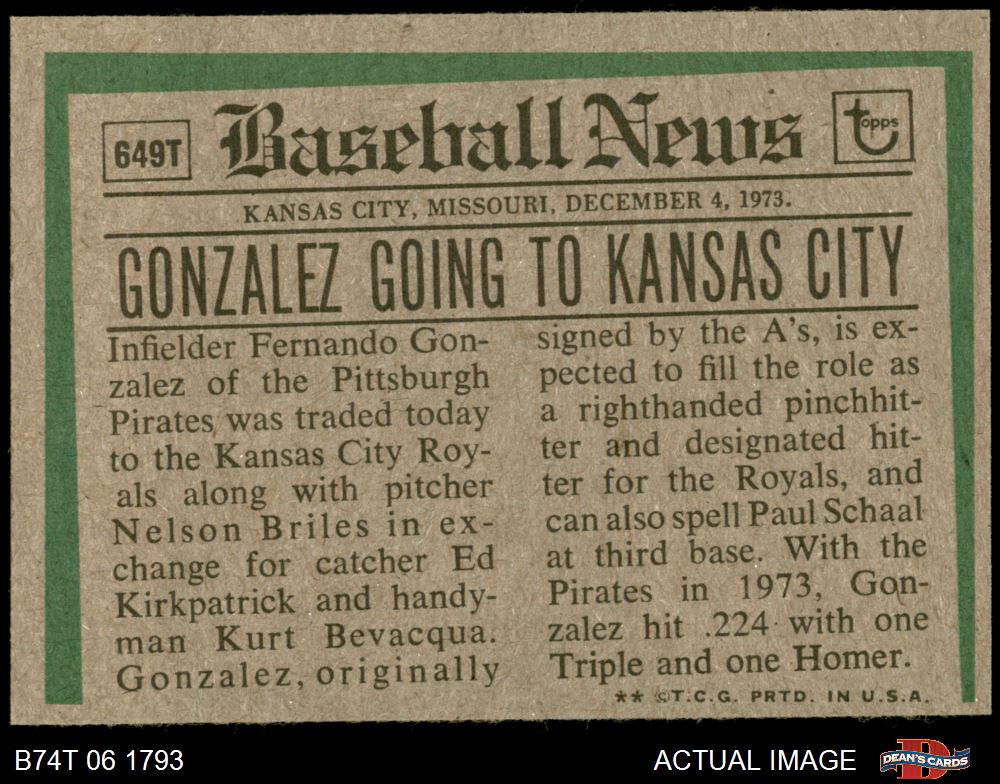 649T
Baseball News
topps
KANSAS CITY, MISSOURI, DECEMBER 4, 1973.
GONZALEZ GOING TO KANSAS CITY
Infielder Fernando Gon-
zalez of the Pittsburgh
Pirates was traded today
to the Kansas City Roy-
als along with pitcher
Nelson Briles in ex-
change for catcher Ed
Kirkpatrick and handy-
man Kurt Bevacqua.
Gonzalez, originally
signed by the A's, is ex-
pected to fill the role as
a righthanded pinchhit-
ter and designated hit-
ter for the Royals, and
can also spell Paul Schaal
at third base. With the
Pirates in 1973, Gon-
zalez hit .224 with one
Triple and one Homer.
** ©T.C.G. PRTD. IN U.S.A.
B74T 06 1793
ACTUAL IMAGE
D
DEAN'S CARDS